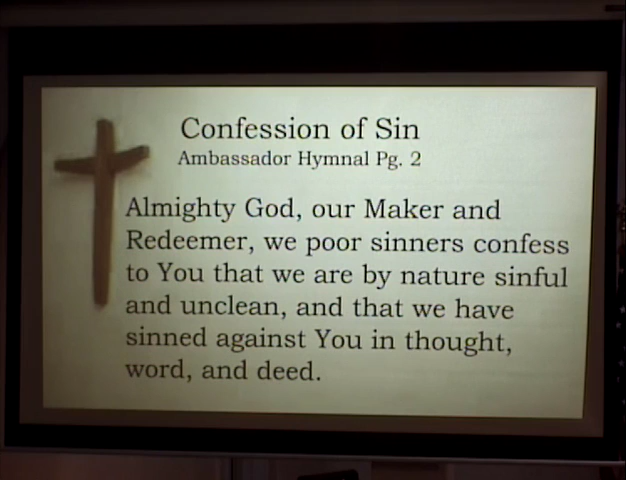 Confession of Sin
Ambassador Hymnal Pg. 2
Almighty God, our Maker and
Redeemer, we poor sinners confess
to You that we are by nature sinful
and unclean, and that we have
sinned against You in thought,
word, and deed.